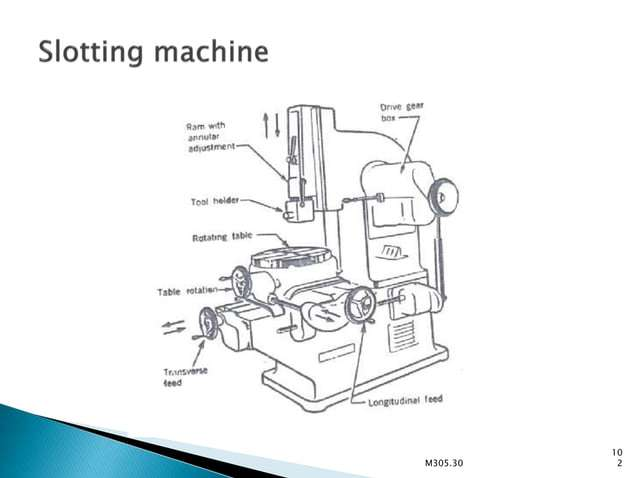 Slotting machine
Drive gear
box
Ram with
annular
adjustment
Tool holder
Rotating table
Table rotation
Transverse
feed
Longitudinal feed
M305.30
10
2